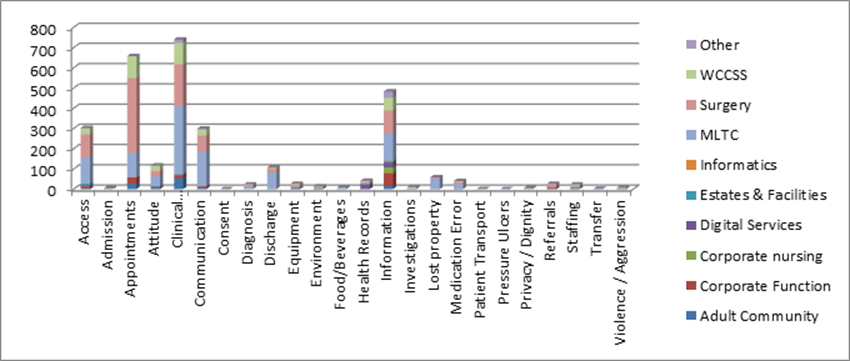 800
700
600
500
400
300
200
100
0
Access
Admission
Appointments
Attitude
Clinical...
Communication
Consent
Diagnosis
Discharge
Equipment
Environment
Food/Beverages
Health Records
Information
Investigations
Lost property
Medication Error
Patient Transport
Pressure Ulcers
Privacy / Dignity
Referrals
Staffing
Transfer
Violence / Aggression
Other
WCCSS
Surgery
MLTC
Informatics
Estates & Facilities
Digital Services
Corporate nursing
Corporate Function
Adult Community